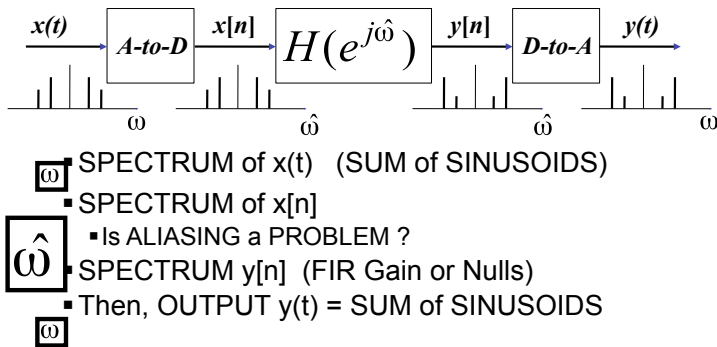 x(t) A-to-D x[n] H(e^{jω̂}) y[n] D-to-A y(t)
ω ω̂ ω̂ ω
ω ▪ SPECTRUM of x(t) (SUM of SINUSOIDS)
▪ SPECTRUM of x[n]
▪ Is ALIASING a PROBLEM ?
ω̂ ▪ SPECTRUM y[n] (FIR Gain or Nulls)
▪ Then, OUTPUT y(t) = SUM of SINUSOIDS
ω